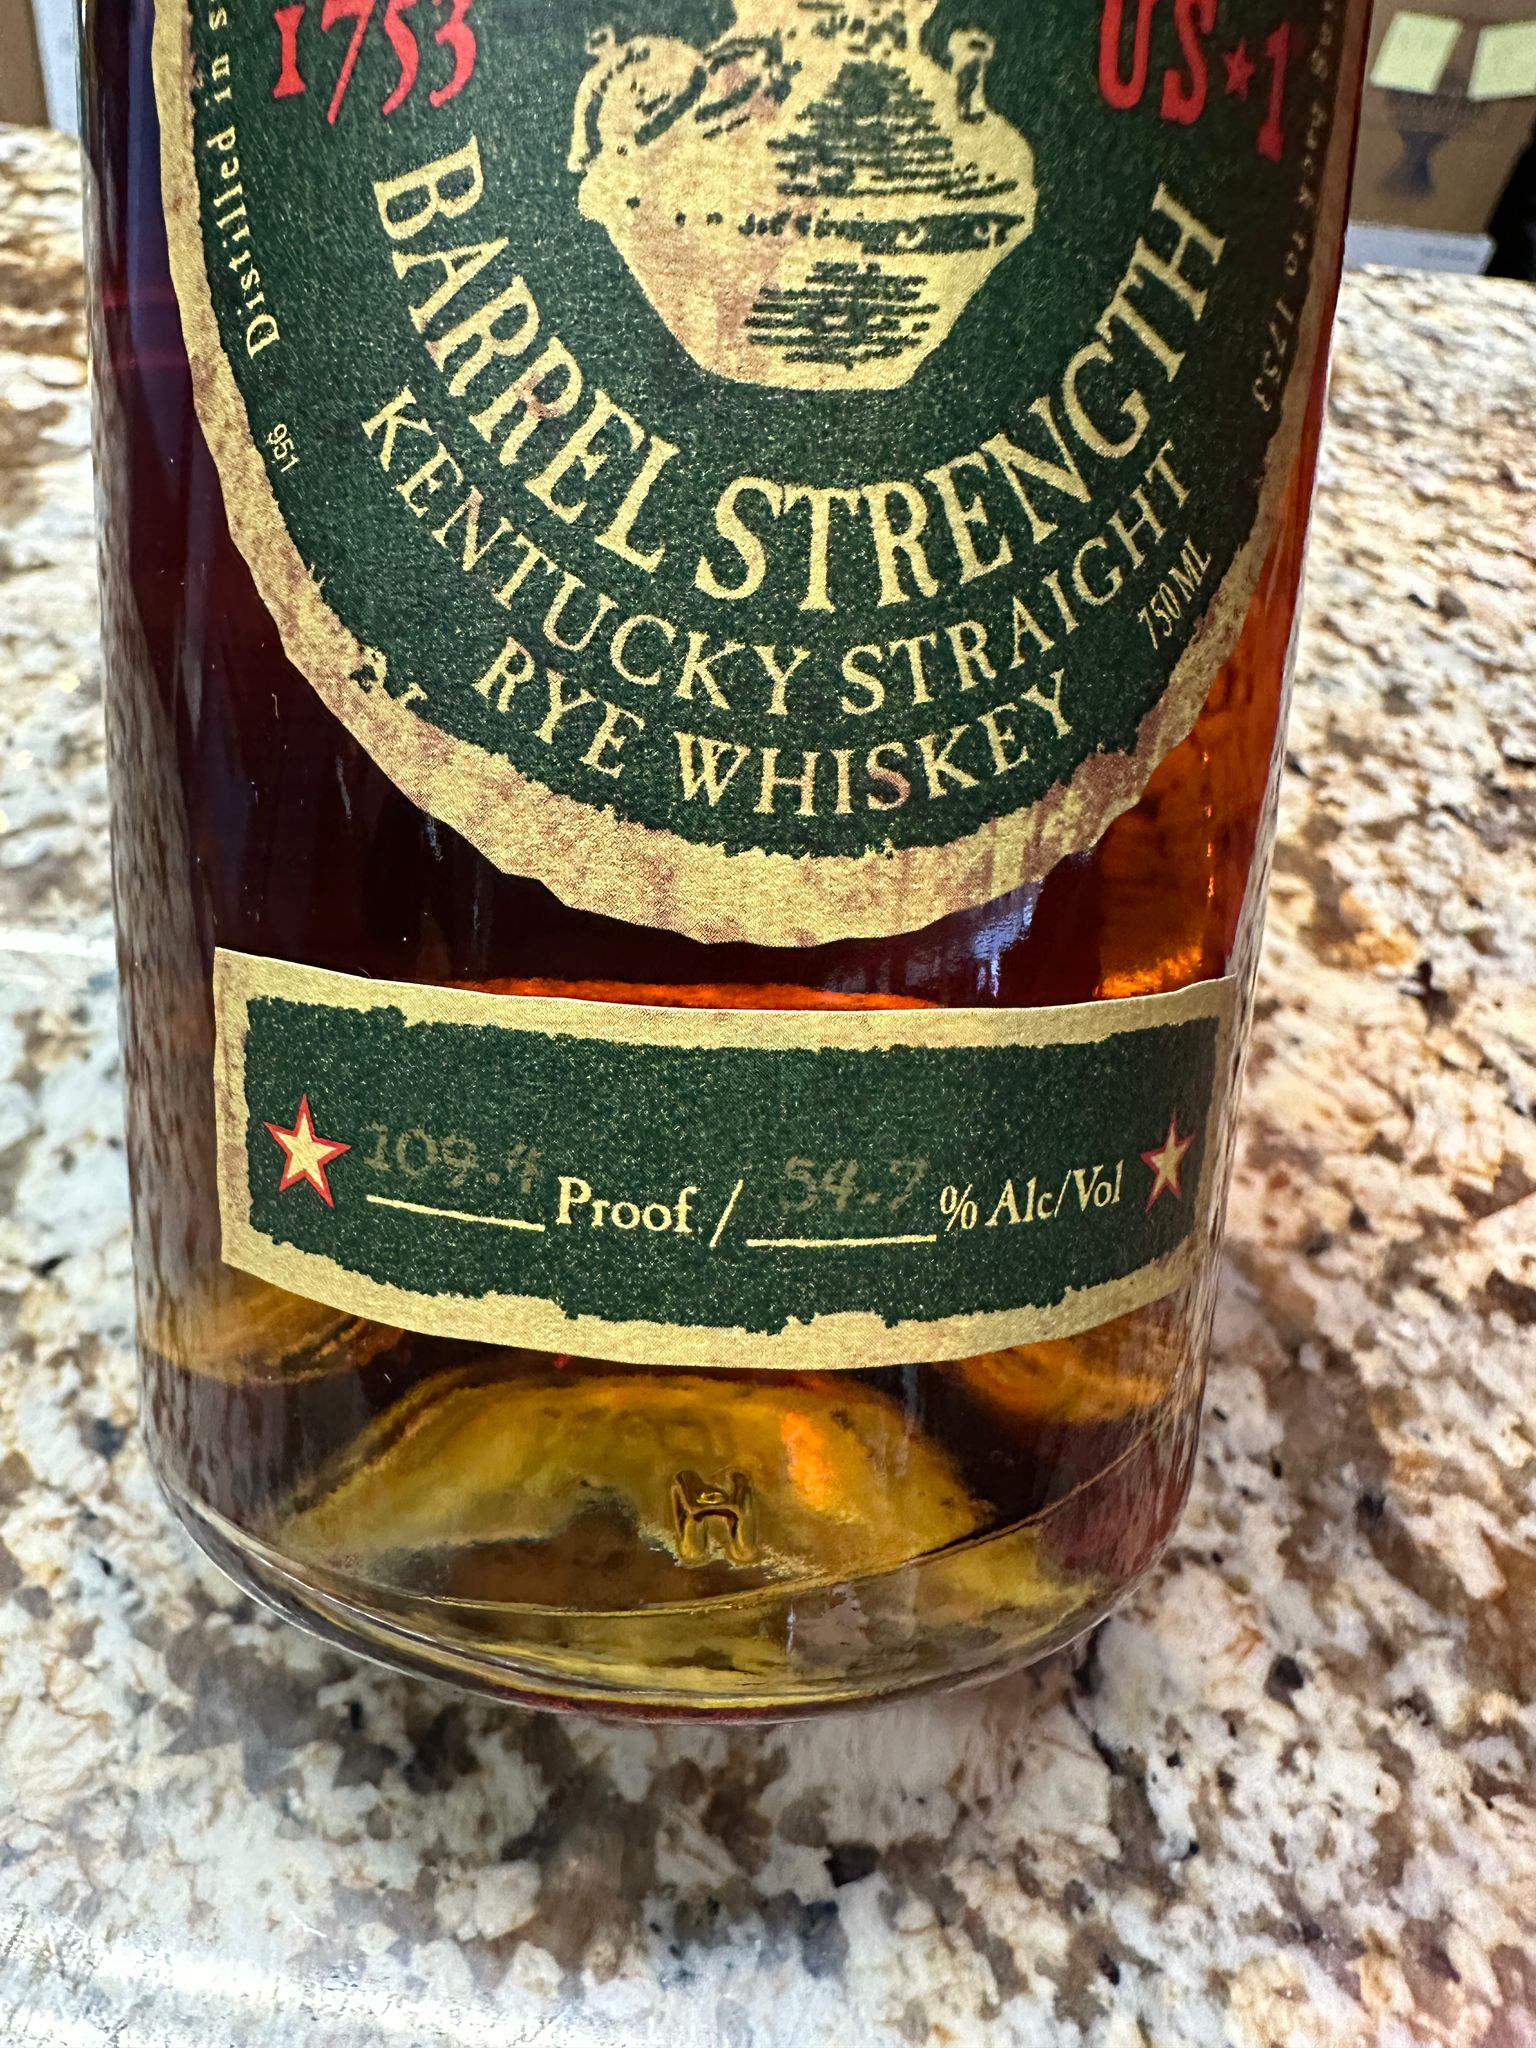 1753
US★1
Distilled in s
BARREL STRENGTH
KENTUCKY STRAIGHT
RYE WHISKEY
951
750 ML
109.4 Proof / 54.7 % Alc/Vol
H